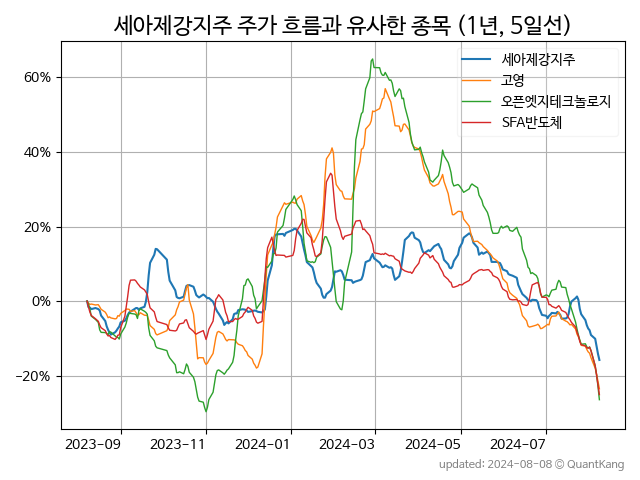 세아제강지주 주가 흐름과 유사한 종목 (1년, 5일선)
세아제강지주
고영
오픈엣지테크놀로지
SFA반도체
60%
40%
20%
0%
−20%
2023-09 2023-11 2024-01 2024-03 2024-05 2024-07
updated: 2024-08-08 © QuantKang